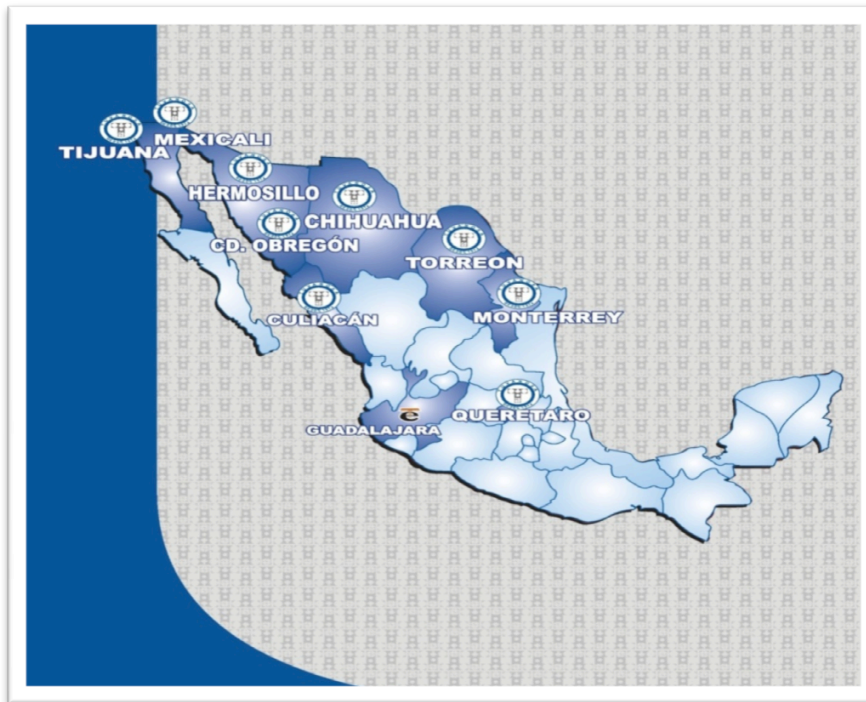 MEXICALI
TIJUANA
HERMOSILLO
CHIHUAHUA
CD. OBREGÓN
TORREON
CULIACÁN
MONTERREY
QUERETARO
GUADALAJARA